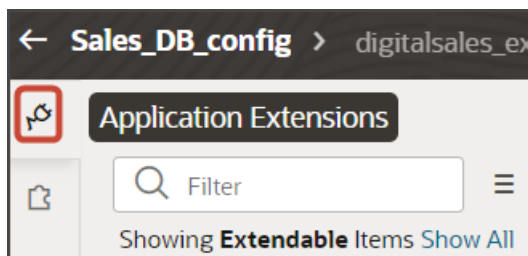 Sales_DB_config > digitalsales_ex
Application Extensions
Filter
Showing Extendable Items Show All